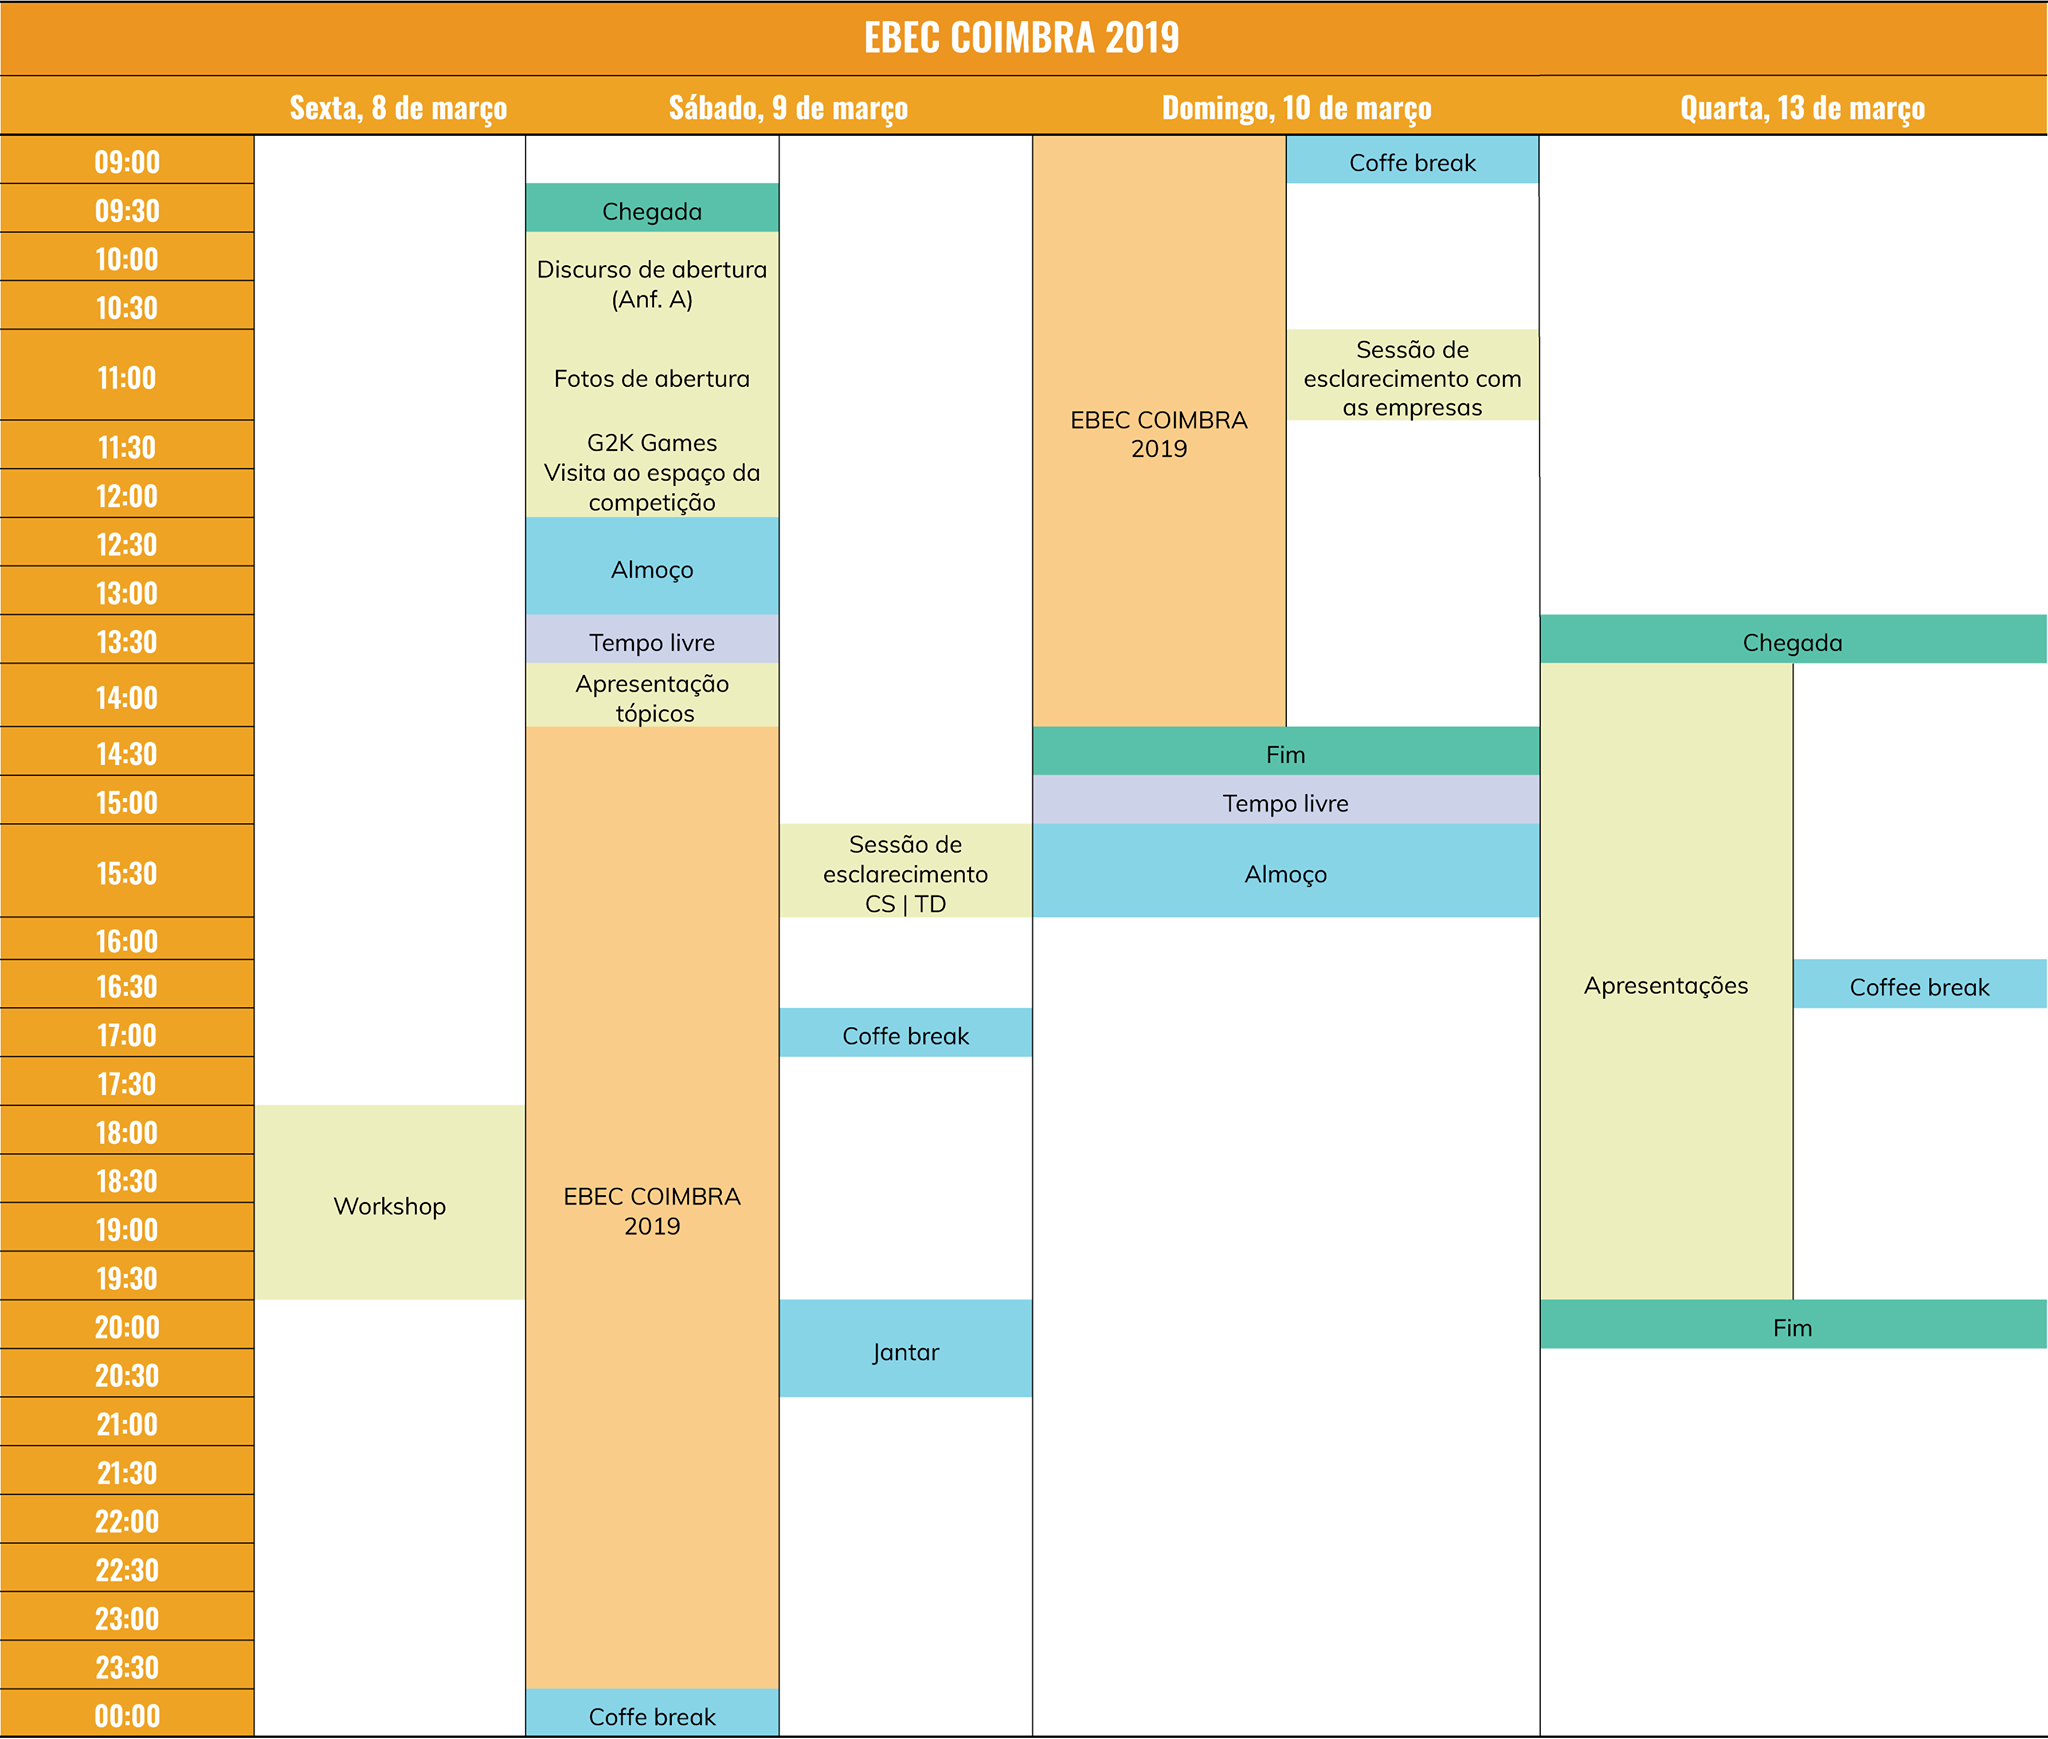 EBEC COIMBRA 2019
Sexta, 8 de março
Sábado, 9 de março
Domingo, 10 de março
Quarta, 13 de março
09:00
Coffe break
09:30
Chegada
10:00
Discurso de abertura
(Anf. A)
10:30
11:00
Fotos de abertura
Sessão de
esclarecimento com
as empresas
EBEC COIMBRA
2019
11:30
G2K Games
Visita ao espaço da
competição
12:00
12:30
Almoço
13:00
13:30
Tempo livre
Chegada
14:00
Apresentação
tópicos
14:30
Fim
15:00
Tempo livre
15:30
Sessão de
esclarecimento
CS | TD
Almoço
16:00
16:30
Apresentações
Coffee break
17:00
Coffe break
17:30
18:00
18:30
Workshop
EBEC COIMBRA
2019
19:00
19:30
20:00
Fim
Jantar
20:30
21:00
21:30
22:00
22:30
23:00
23:30
00:00
Coffe break